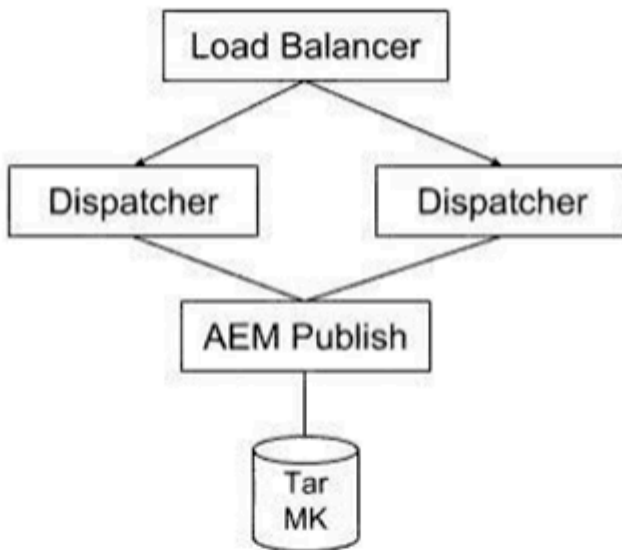 Load Balancer
Dispatcher
Dispatcher
AEM Publish
Tar
MK